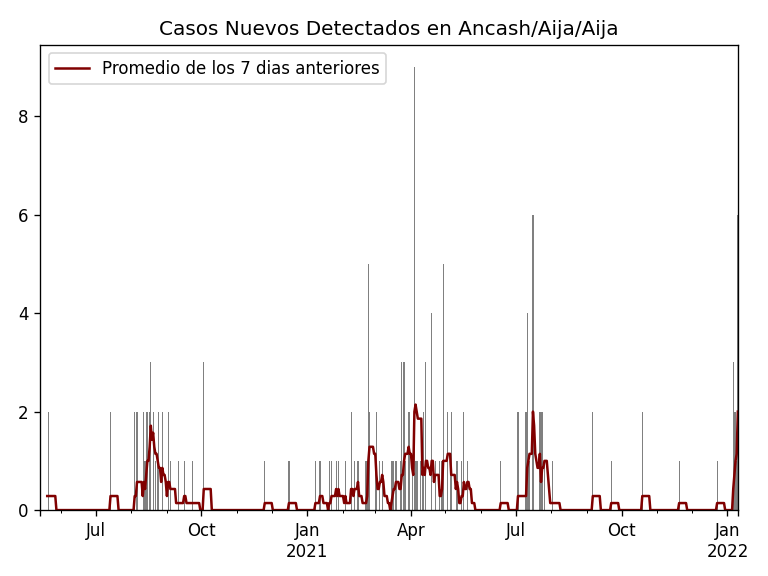 Casos Nuevos Detectados en Ancash/Aija/Aija
Promedio de los 7 dias anteriores
8
6
4
2
0
Jul Oct Jan Apr Jul Oct Jan
2021 2022